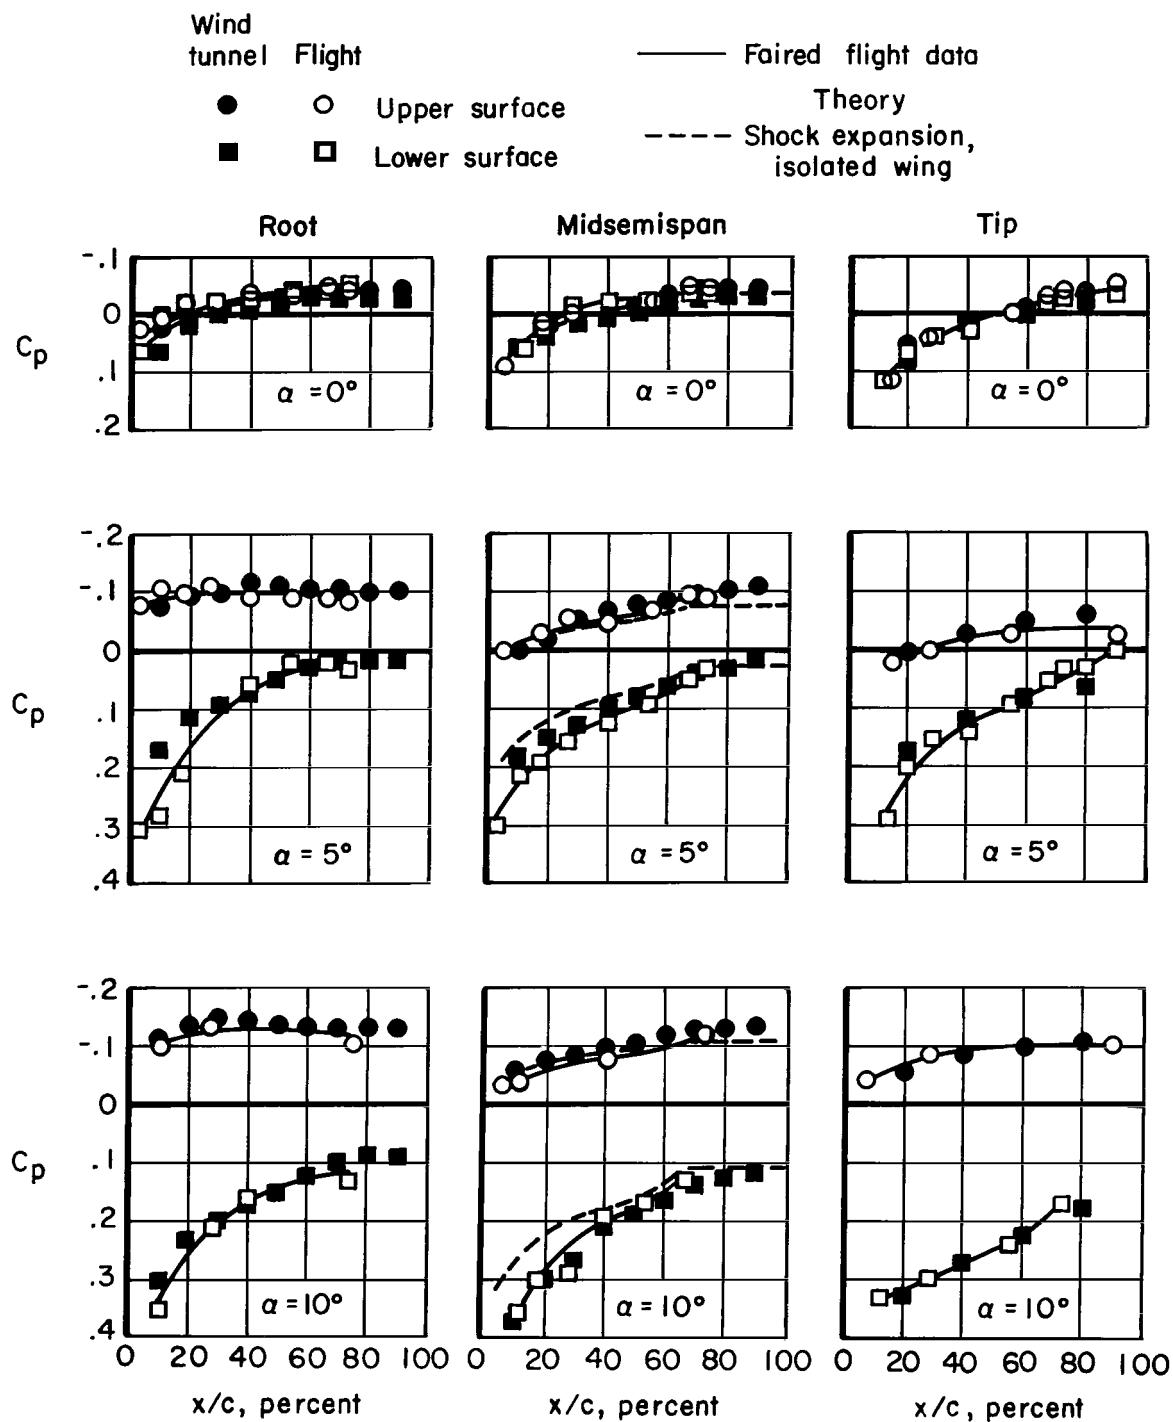 Wind
tunnel Flight
Upper surface
Lower surface
Faired flight data
Theory
Shock expansion,
isolated wing
Root Midsemispan Tip
-.1
0
Cp
.1
.2
α = 0° α = 0° α = 0°
-.2
-.1
0
Cp
.1
.2
.3
.4
α = 5° α = 5° α = 5°
-.2
-.1
0
Cp
.1
.2
.3
.4
α = 10° α = 10° α = 10°
0 20 40 60 80 100 0 20 40 60 80 100 0 20 40 60 80 100
x/c, percent x/c, percent x/c, percent